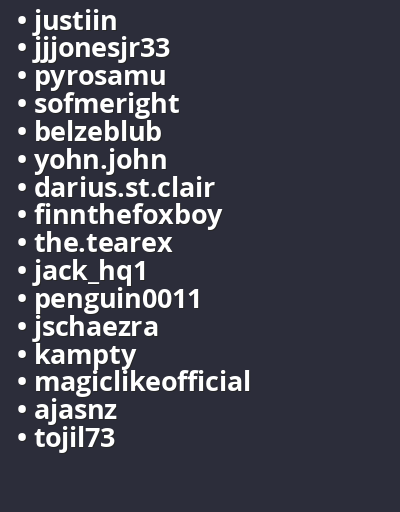 • justiin
• jjjonesjr33
• pyrosamu
• sofmeright
• belzeblub
• yohn.john
• darius.st.clair
• finnthefoxboy
• the.tearex
• jack_hq1
• penguin0011
• jschaezra
• kampty
• magiclikeofficial
• ajasnz
• tojil73